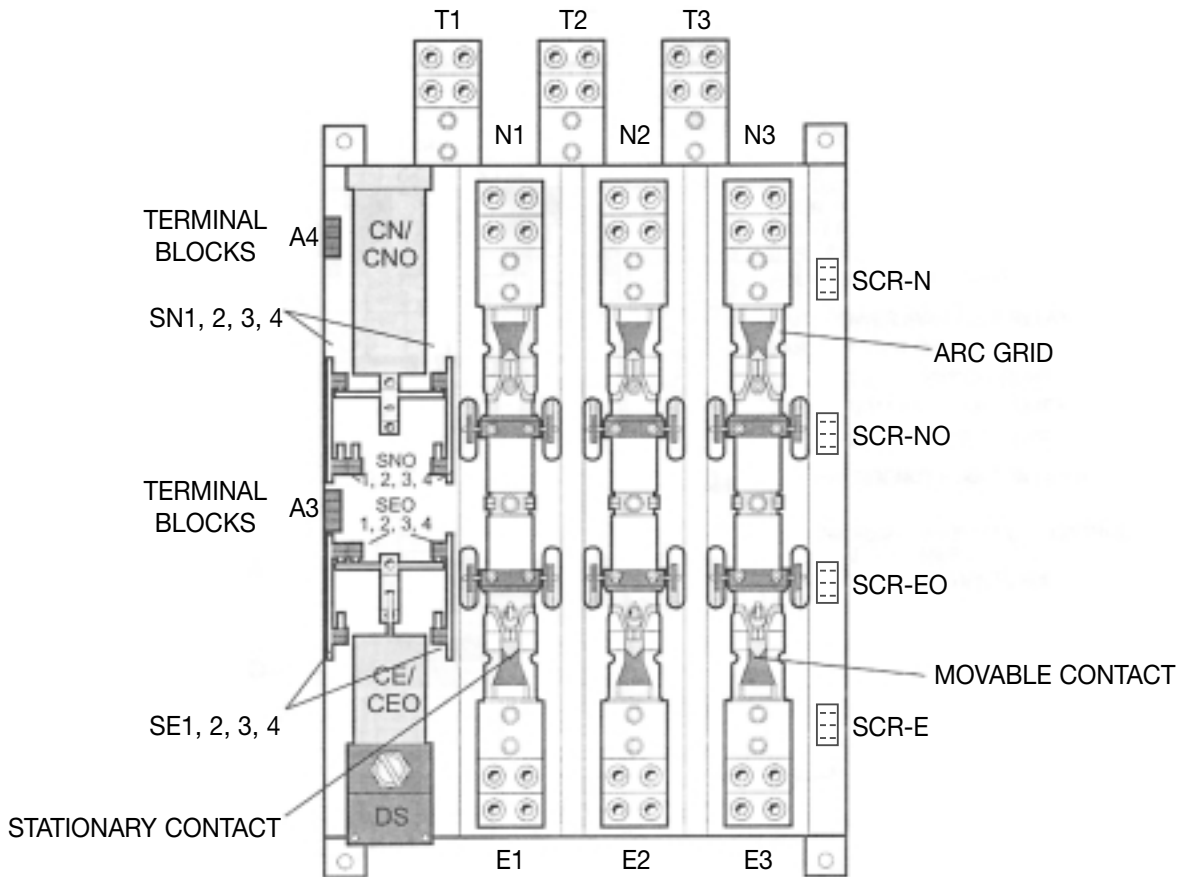 T1 T2 T3
N1 N2 N3
TERMINAL
BLOCKS
A4
CN/
CNO
SCR-N
SN1, 2, 3, 4
ARC GRID
SCR-NO
SNO
1, 2, 3, 4
TERMINAL
BLOCKS
A3
SEO
1, 2, 3, 4
SCR-EO
MOVABLE CONTACT
CE/
CEO
SE1, 2, 3, 4
SCR-E
DS
STATIONARY CONTACT
E1 E2 E3